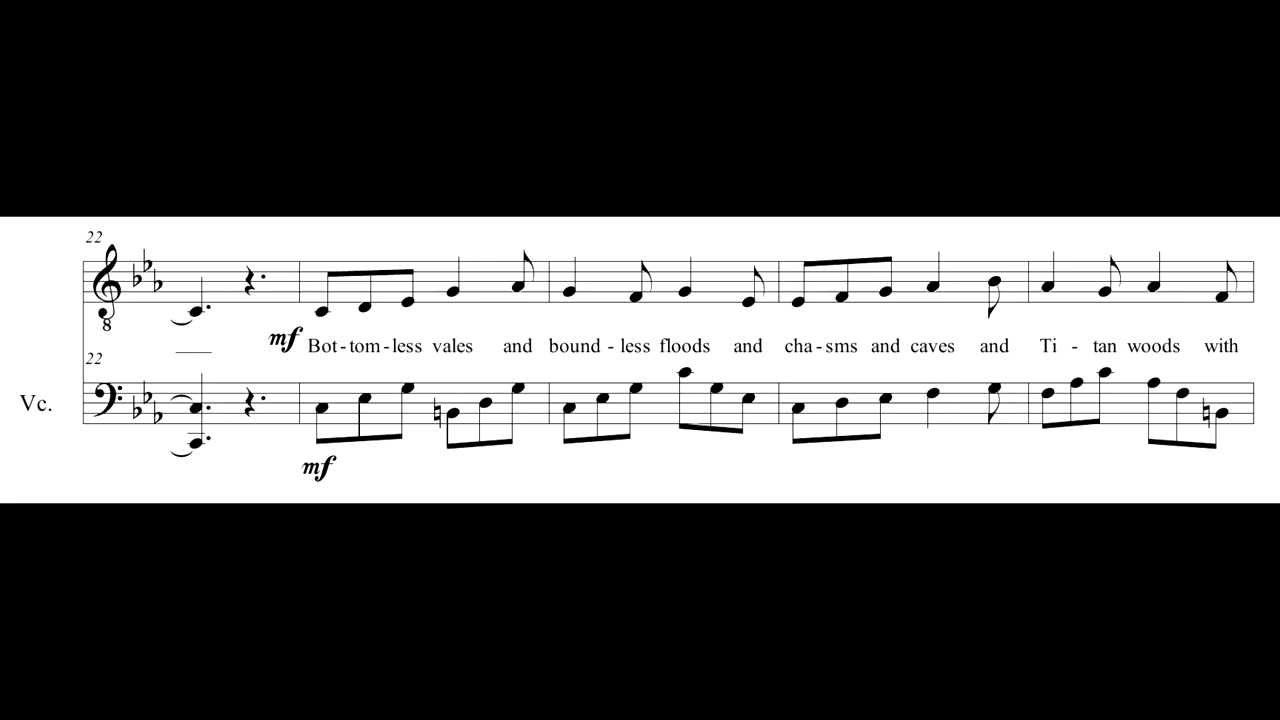 22
8
mf Bot-tom-less vales and bound-less floods and cha-sms and caves and Ti-tan woods with
22
Vc.
mf